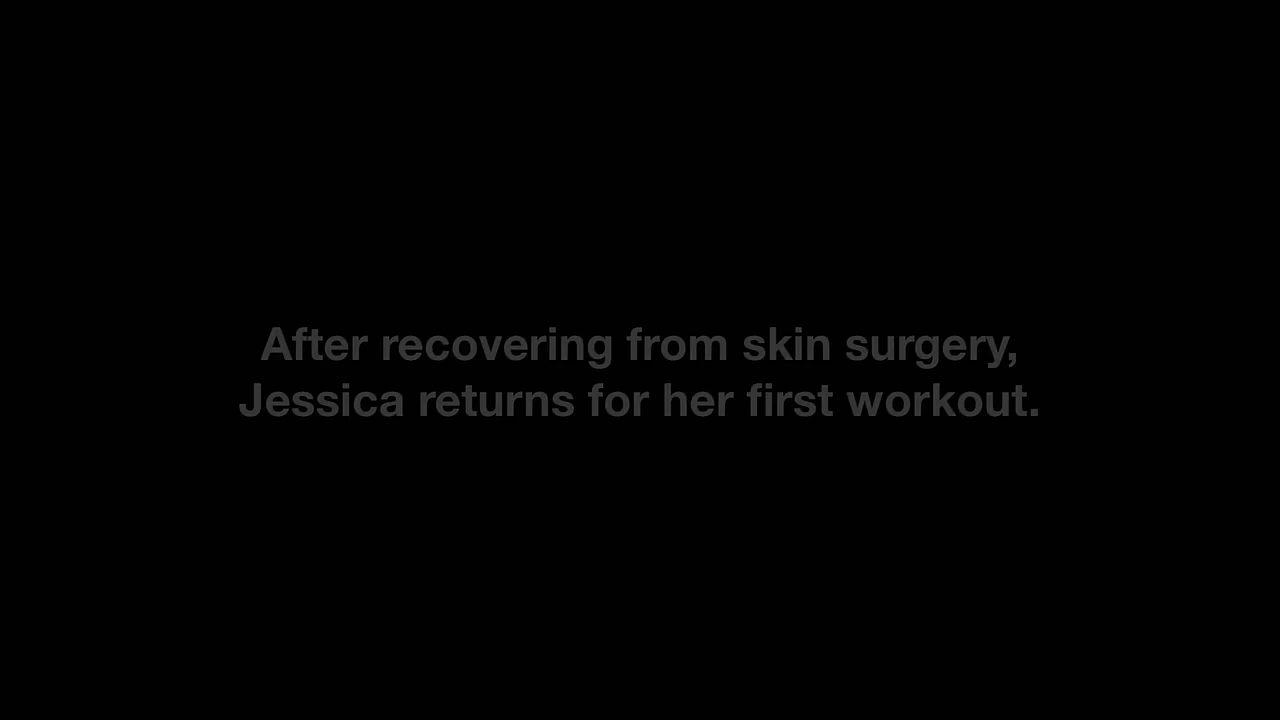 After recovering from skin surgery,
Jessica returns for her first workout.